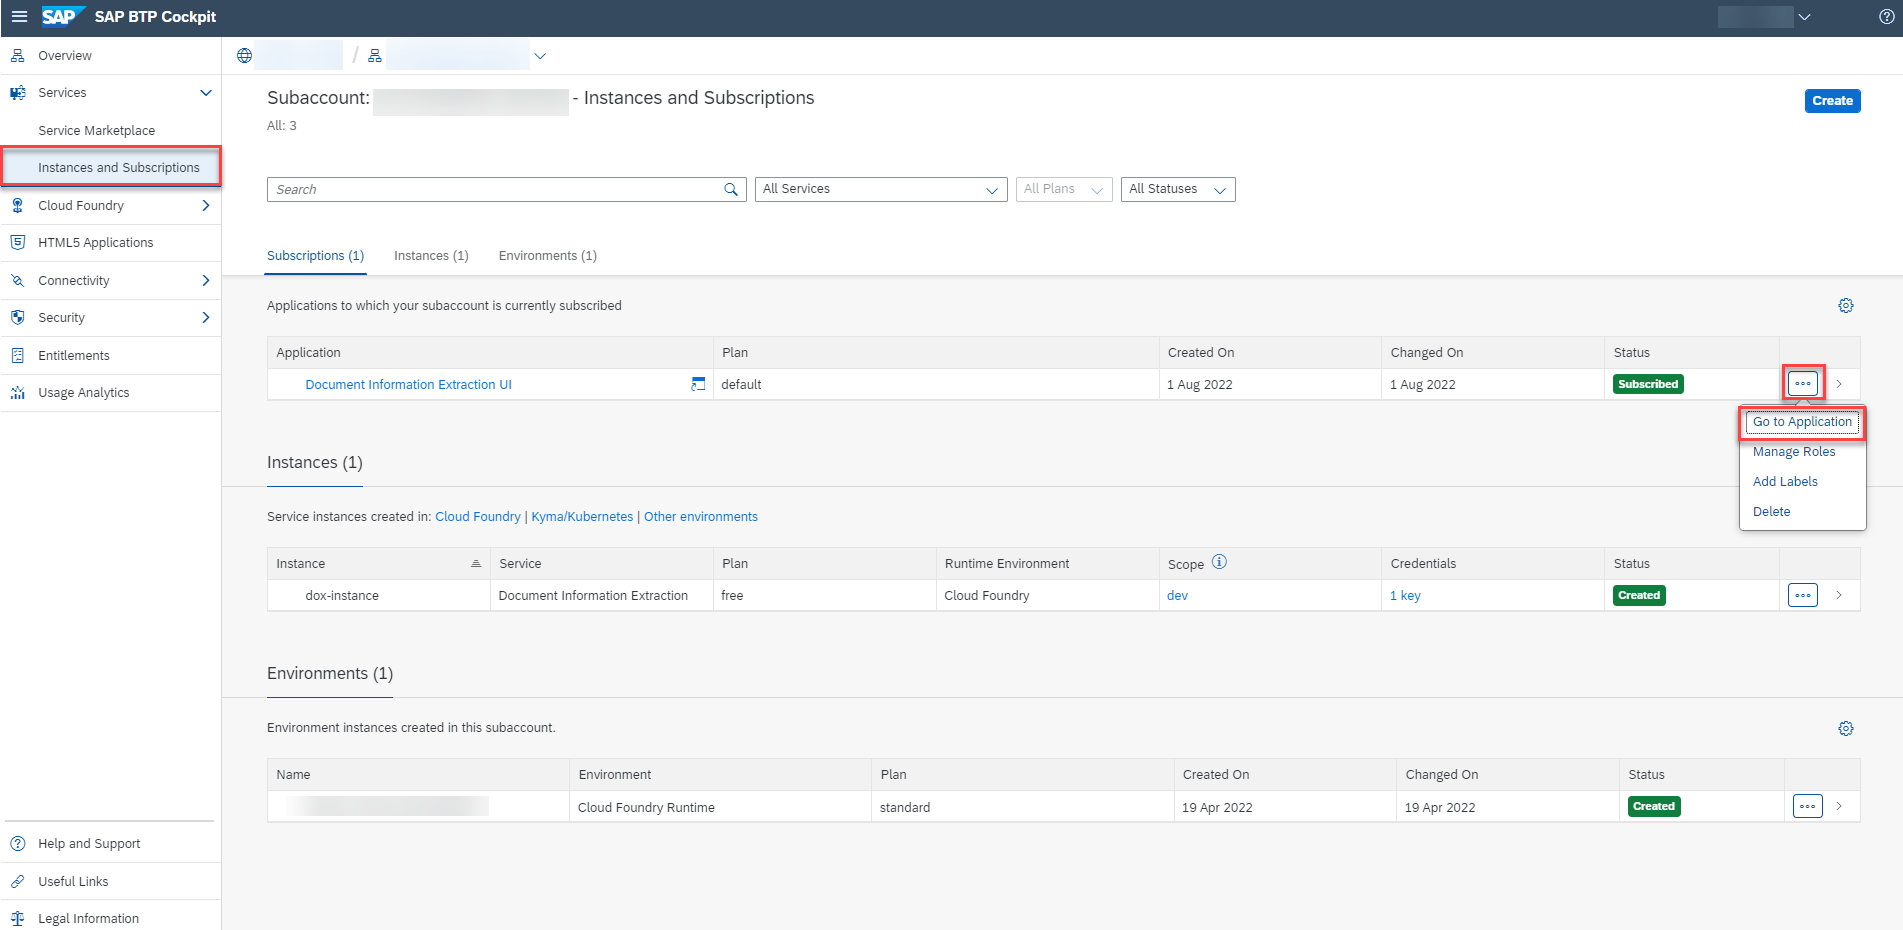 SAP SAP BTP Cockpit
Overview
Services
Service Marketplace
Instances and Subscriptions
Cloud Foundry
HTML5 Applications
Connectivity
Security
Entitlements
Usage Analytics
Help and Support
Useful Links
Legal Information
/
Subaccount: - Instances and Subscriptions
Create
All: 3
Search All Services All Plans All Statuses
Subscriptions (1) Instances (1) Environments (1)
Applications to which your subaccount is currently subscribed
Application Plan Created On Changed On Status
Document Information Extraction UI default 1 Aug 2022 1 Aug 2022 Subscribed
Go to Application
Manage Roles
Add Labels
Delete
Instances (1)
Service instances created in: Cloud Foundry | Kyma/Kubernetes | Other environments
Instance Service Plan Runtime Environment Scope Credentials Status
dox-instance Document Information Extraction free Cloud Foundry dev 1 key Created
Environments (1)
Environment instances created in this subaccount.
Name Environment Plan Created On Changed On Status
Cloud Foundry Runtime standard 19 Apr 2022 19 Apr 2022 Created